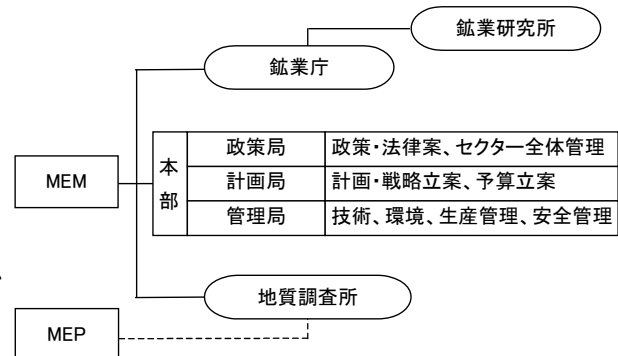 鉱業研究所
鉱業庁
本部
政策局 政策・法律案、セクター全体管理
計画局 計画・戦略立案、予算立案
管理局 技術、環境、生産管理、安全管理
MEM
地質調査所
MEP